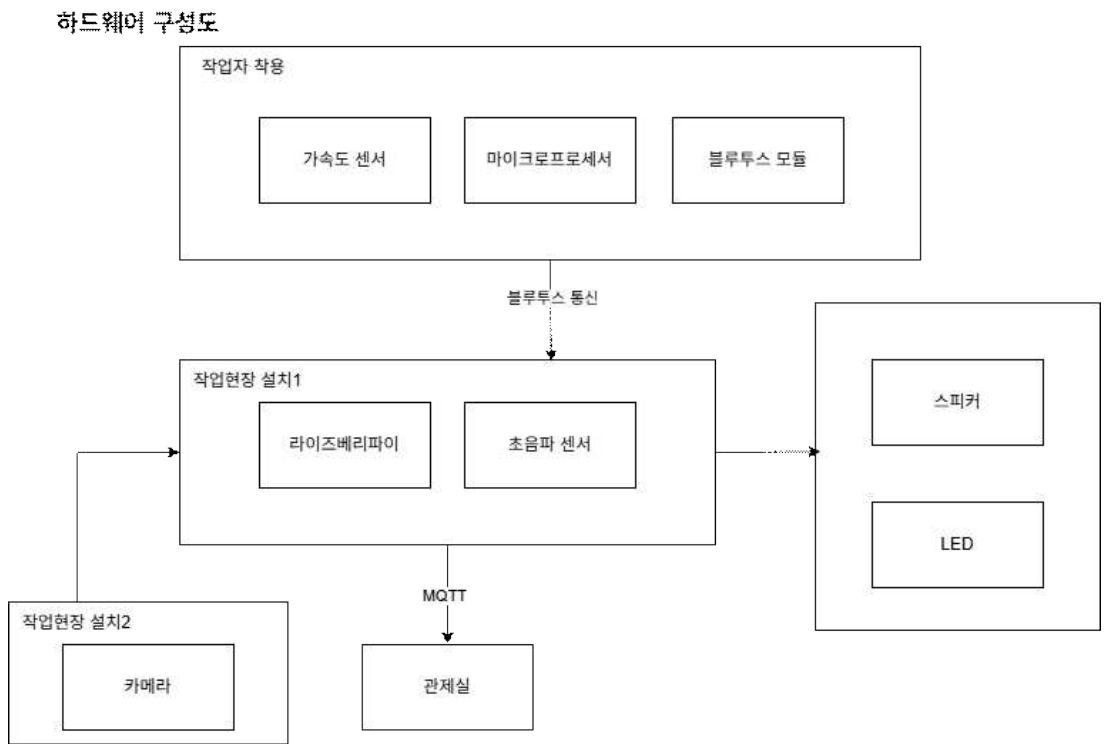 하드웨어 구성도
작업자 착용
가속도 센서
마이크로프로세서
블루투스 모듈
블루투스 통신
작업현장 설치1
라이즈베리파이
초음파 센서
스피커
LED
MQTT
작업현장 설치2
카메라
관제실